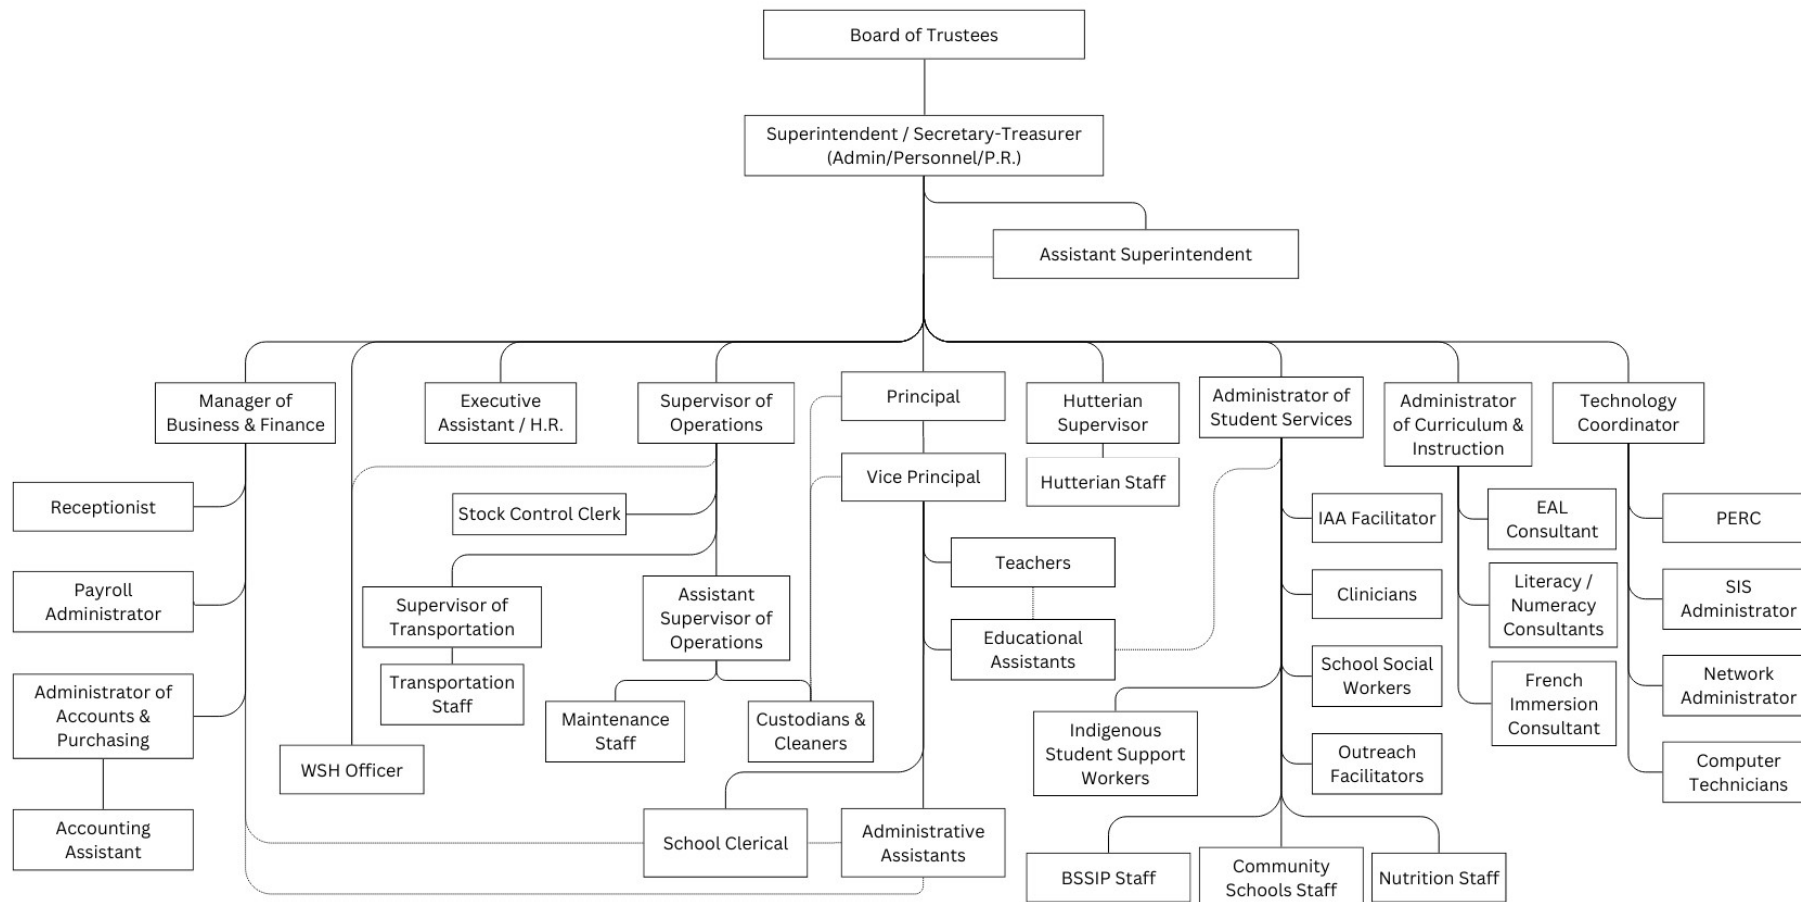 Board of Trustees
Superintendent / Secretary-Treasurer
(Admin/Personnel/P.R.)
Assistant Superintendent
Manager of
Business & Finance
Executive
Assistant / H.R.
Supervisor of
Operations
Principal
Hutterian
Supervisor
Administrator of
Student Services
Administrator
of Curriculum &
Instruction
Technology
Coordinator
Vice Principal
Hutterian Staff
Receptionist
Stock Control Clerk
IAA Facilitator
EAL
Consultant
PERC
Teachers
Payroll
Administrator
Supervisor of
Transportation
Assistant
Supervisor of
Operations
Clinicians
Literacy /
Numeracy
Consultants
SIS
Administrator
Educational
Assistants
Transportation
Staff
School Social
Workers
French
Immersion
Consultant
Network
Administrator
Administrator of
Accounts &
Purchasing
Maintenance
Staff
Custodians &
Cleaners
Indigenous
Student Support
Workers
Outreach
Facilitators
WSH Officer
Computer
Technicians
Accounting
Assistant
School Clerical
Administrative
Assistants
BSSIP Staff
Community
Schools Staff
Nutrition Staff